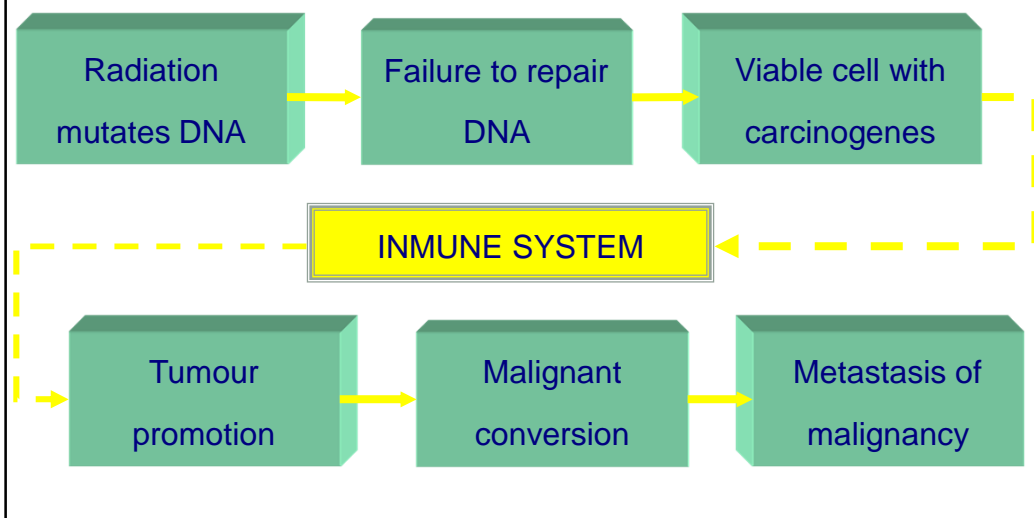 Radiation
mutates DNA
Failure to repair
DNA
Viable cell with
carcinogenes
INMUNE SYSTEM
Tumour
promotion
Malignant
conversion
Metastasis of
malignancy